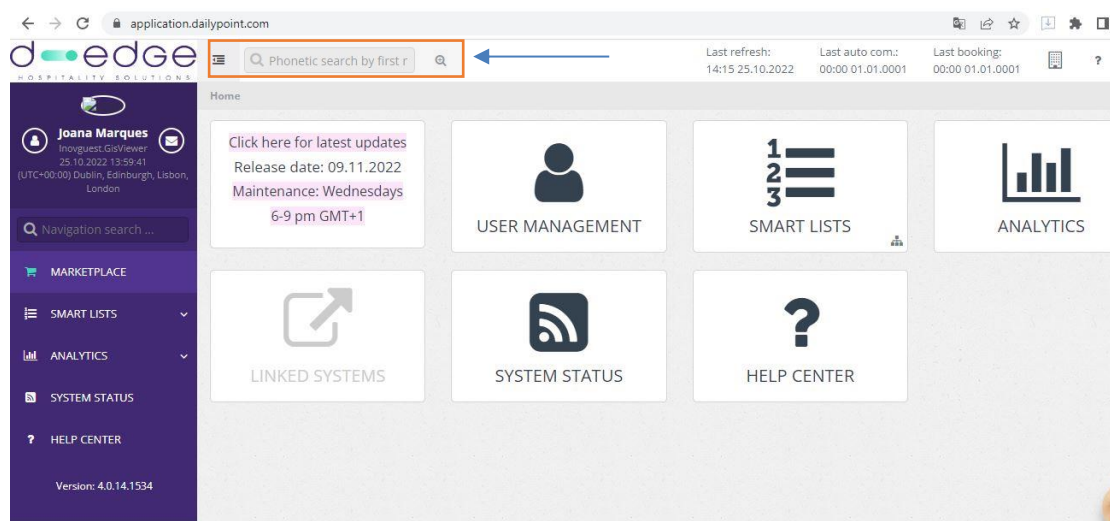 application.dailypoint.com
d-edge
HOSPITALITY SOLUTIONS
Phonetic search by first r
Last refresh:
14:15 25.10.2022
Last auto com.:
00:00 01.01.0001
Last booking:
00:00 01.01.0001
?
Home
Joana Marques
Inovguest.GisViewer
25.10.2022 13:59:41
(UTC+00:00) Dublin, Edinburgh, Lisbon,
London
Navigation search ...
MARKETPLACE
SMART LISTS
ANALYTICS
SYSTEM STATUS
? HELP CENTER
Version: 4.0.14.1534
Click here for latest updates
Release date: 09.11.2022
Maintenance: Wednesdays
6-9 pm GMT+1
USER MANAGEMENT
1
2
3
SMART LISTS
ANALYTICS
LINKED SYSTEMS
SYSTEM STATUS
?
HELP CENTER